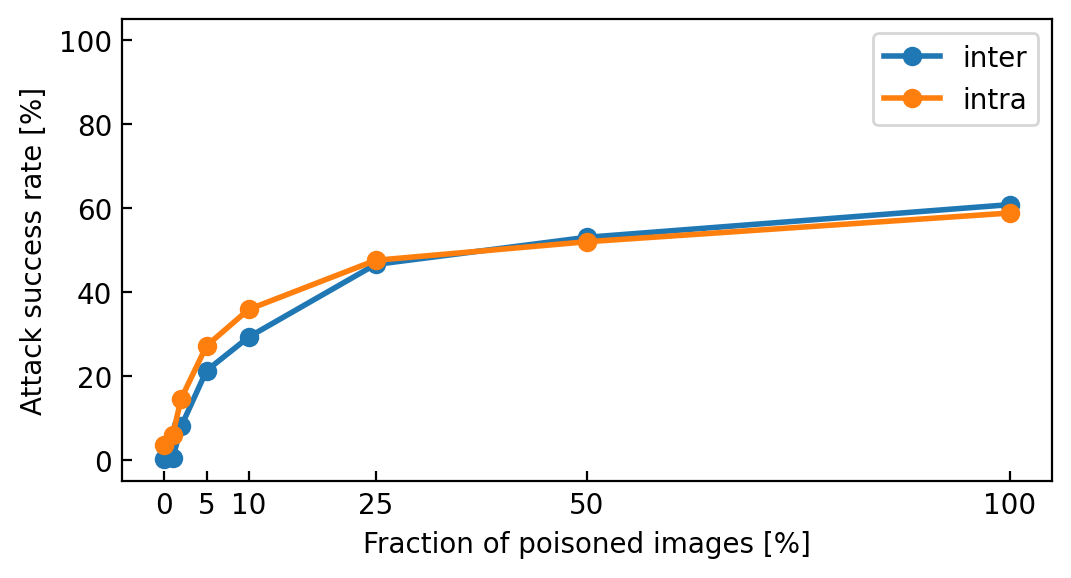 100
80
60
40
20
0
Attack success rate [%]
inter
intra
0 5 10 25 50 100
Fraction of poisoned images [%]